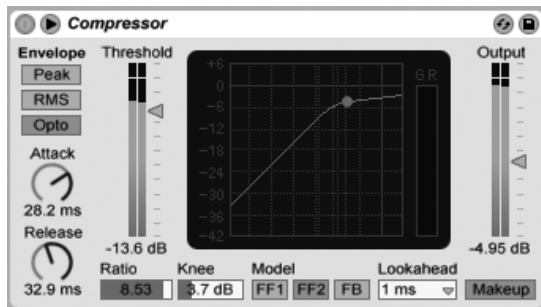 Compressor
Envelope Threshold Output
Peak
RMS
Opto
Attack
28.2 ms
Release
32.9 ms
+6
0
-6
-12
-18
-24
-30
-36
-42
GR
-13.6 dB
-4.95 dB
Ratio Knee Model Lookahead
8.53 3.7 dB FF1 FF2 FB 1 ms Makeup